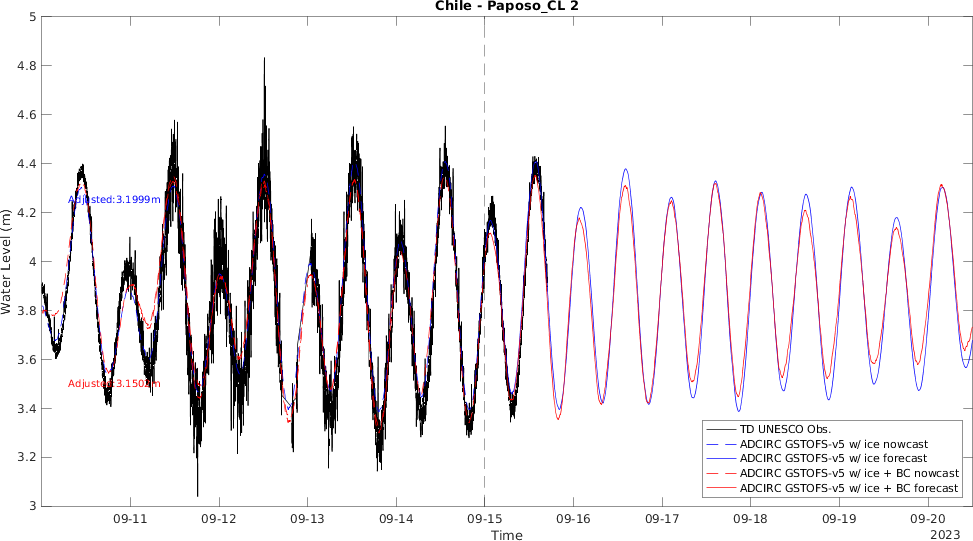 Chile - Paposo_CL 2
Water Level (m)
5
4.8
4.6
4.4
4.2
4
3.8
3.6
3.4
3.2
3
Adjusted:3.1999m
Adjusted:3.1502m
TD UNESCO Obs.
ADCIRC GSTOFS-v5 w/ ice nowcast
ADCIRC GSTOFS-v5 w/ ice forecast
ADCIRC GSTOFS-v5 w/ ice + BC nowcast
ADCIRC GSTOFS-v5 w/ ice + BC forecast
09-11 09-12 09-13 09-14 09-15 09-16 09-17 09-18 09-19 09-20
Time
2023